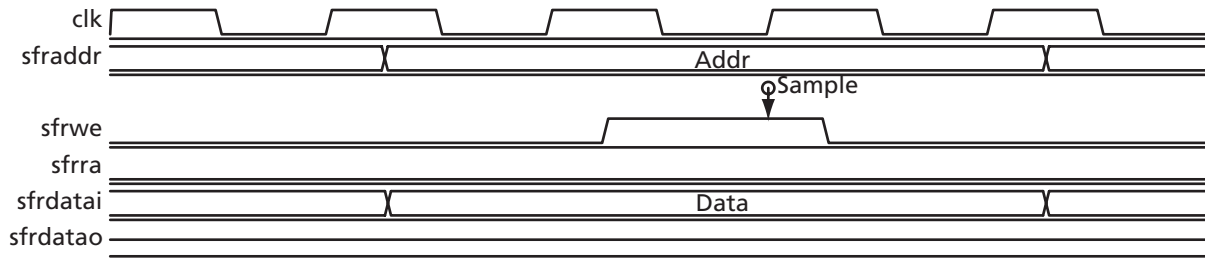 clk
sfraddr
Addr
Sample
sfrwe
sfrra
sfrdatai
Data
sfrdatao